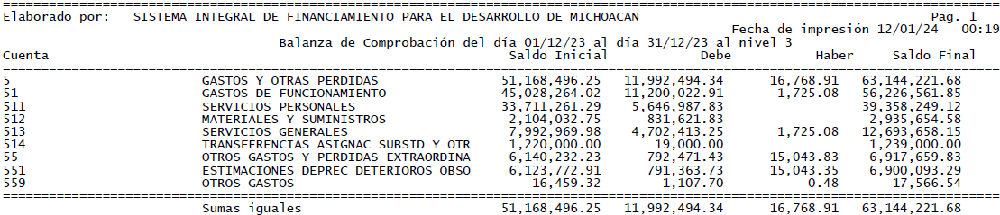 Elaborado por: SISTEMA INTEGRAL DE FINANCIAMIENTO PARA EL DESARROLLO DE MICHOACAN Pag. 1
Fecha de impresión 12/01/24 00:19
Balanza de Comprobación del día 01/12/23 al día 31/12/23 al nivel 3
Cuenta Saldo Inicial Debe Haber Saldo Final
5 GASTOS Y OTRAS PERDIDAS 51,168,496.25 11,992,494.34 16,768.91 63,144,221.68
51 GASTOS DE FUNCIONAMIENTO 45,028,264.02 11,200,022.91 1,725.08 56,226,561.85
511 SERVICIOS PERSONALES 33,711,261.29 5,646,987.83 39,358,249.12
512 MATERIALES Y SUMINISTROS 2,104,032.75 831,621.83 2,935,654.58
513 SERVICIOS GENERALES 7,992,969.98 4,702,413.25 1,725.08 12,693,658.15
514 TRANSFERENCIAS ASIGNAC SUBSID Y OTR 1,220,000.00 19,000.00 1,239,000.00
55 OTROS GASTOS Y PERDIDAS EXTRAORDINA 6,140,232.23 792,471.43 15,043.83 6,917,659.83
551 ESTIMACIONES DEPREC DETERIOROS OBSO 6,123,772.91 791,363.73 15,043.35 6,900,093.29
559 OTROS GASTOS 16,459.32 1,107.70 0.48 17,566.54
Sumas iguales 51,168,496.25 11,992,494.34 16,768.91 63,144,221.68